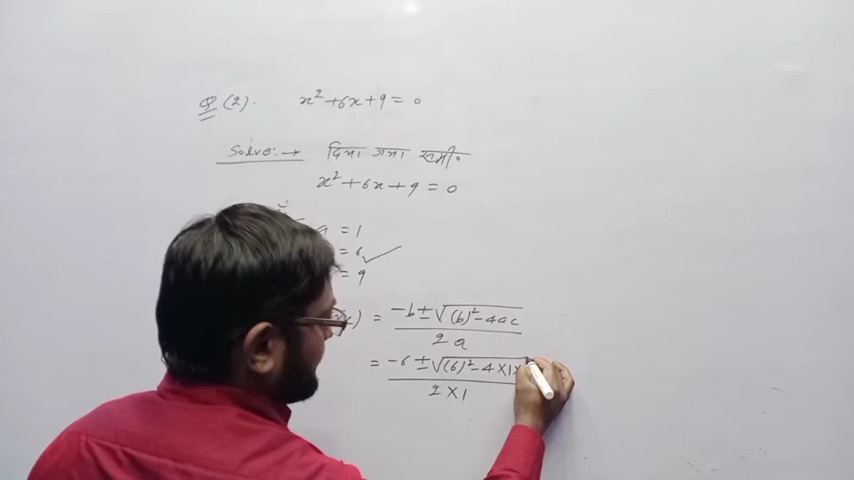 Q (2). x²+6x+9=0
Solve:→ दिया गया समी॰
x²+6x+9=0
= 1
= 6 ✓
= 9
= -b±√(b)²-4ac
2a
= -6±√(6)²-4×1×
2×1